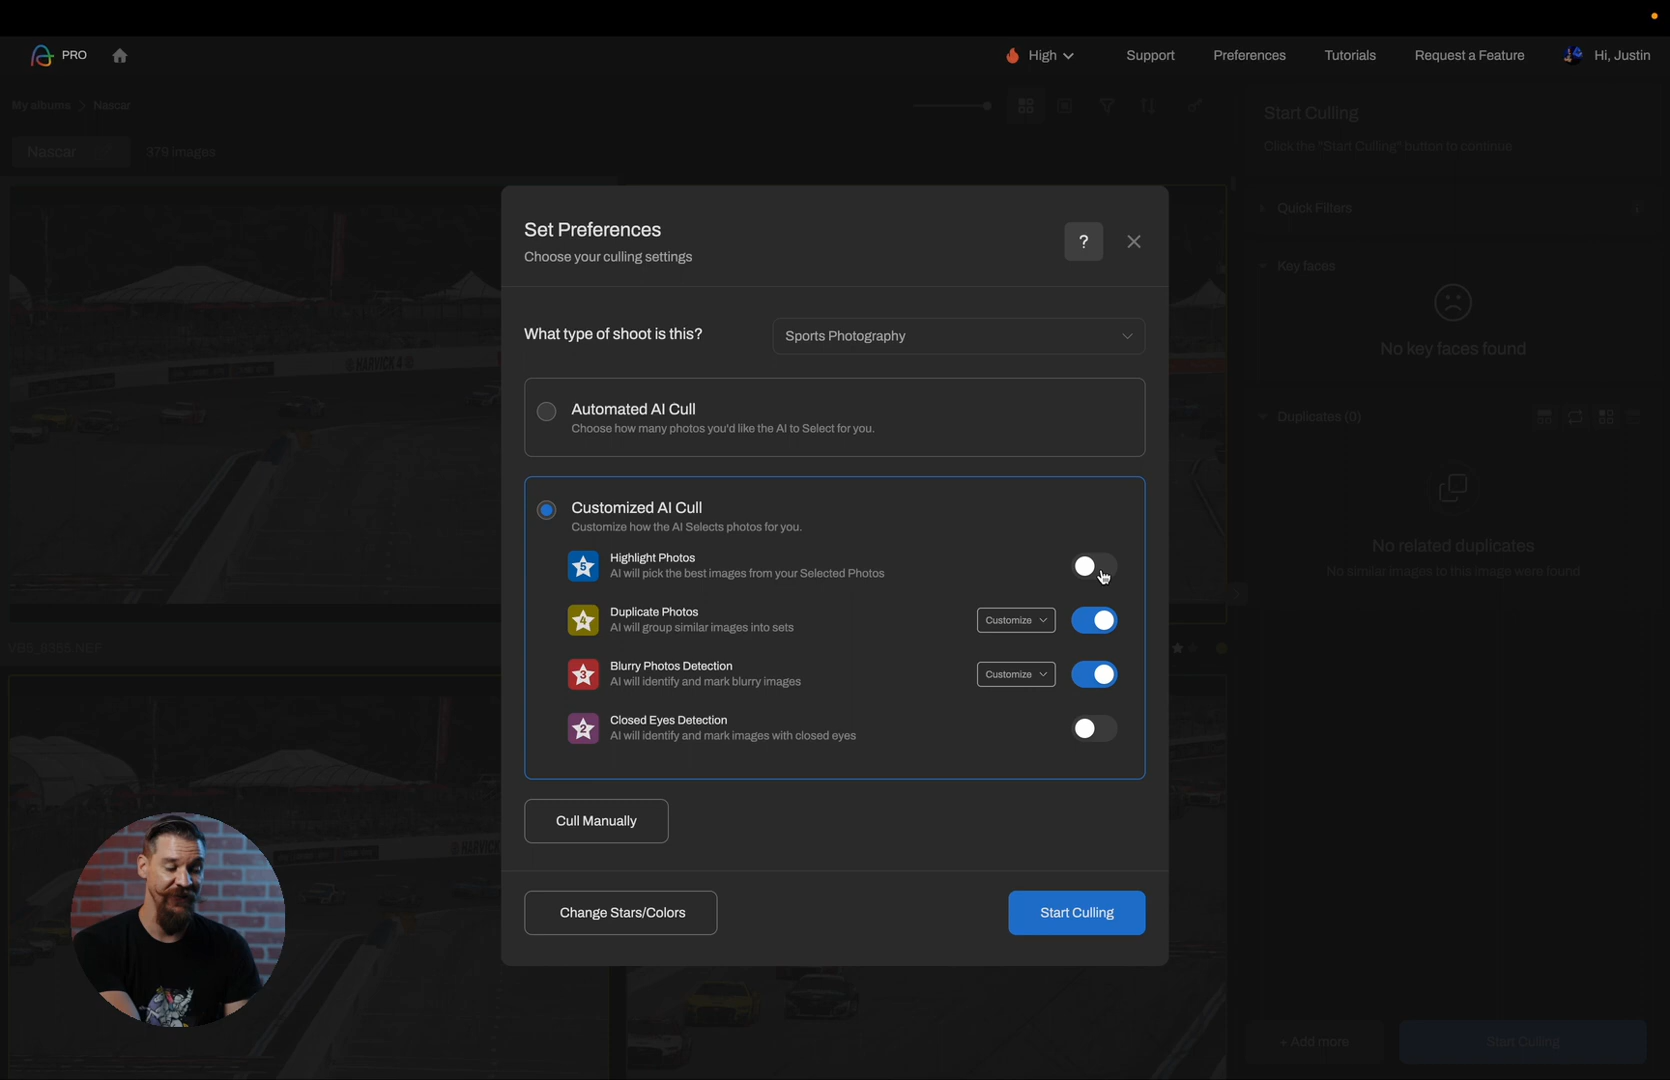 PRO
High
Support
Preferences
Tutorials
Request a Feature
Hi, Justin
My albums > Nascar
Nascar
379 images
Start Culling
Click the "Start Culling" button to continue
Quick Filters
Key faces
No key faces found
Duplicates (0)
No related duplicates
No similar images to this image were found
HARVICK 4
Set Preferences
?
Choose your culling settings
What type of shoot is this?
Sports Photography
Automated AI Cull
Choose how many photos you'd like the AI to Select for you.
Customized AI Cull
Customize how the AI Selects photos for you.
5
Highlight Photos
AI will pick the best images from your Selected Photos
4
Duplicate Photos
AI will group similar images into sets
Customize
3
Blurry Photos Detection
AI will identify and mark blurry images
Customize
2
Closed Eyes Detection
AI will identify and mark images with closed eyes
Cull Manually
Change Stars/Colors
Start Culling
+ Add more
Start Culling